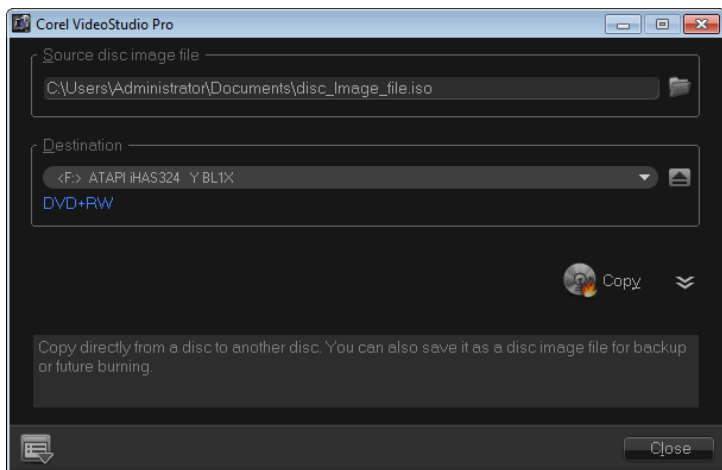 Corel VideoStudio Pro
Source disc image file
C:\Users\Administrator\Documents\disc_Image_file.iso
Destination
<F:> ATAPI iHAS324 Y BL1X
DVD+RW
Copy
Copy directly from a disc to another disc. You can also save it as a disc image file for backup
or future burning.
Close